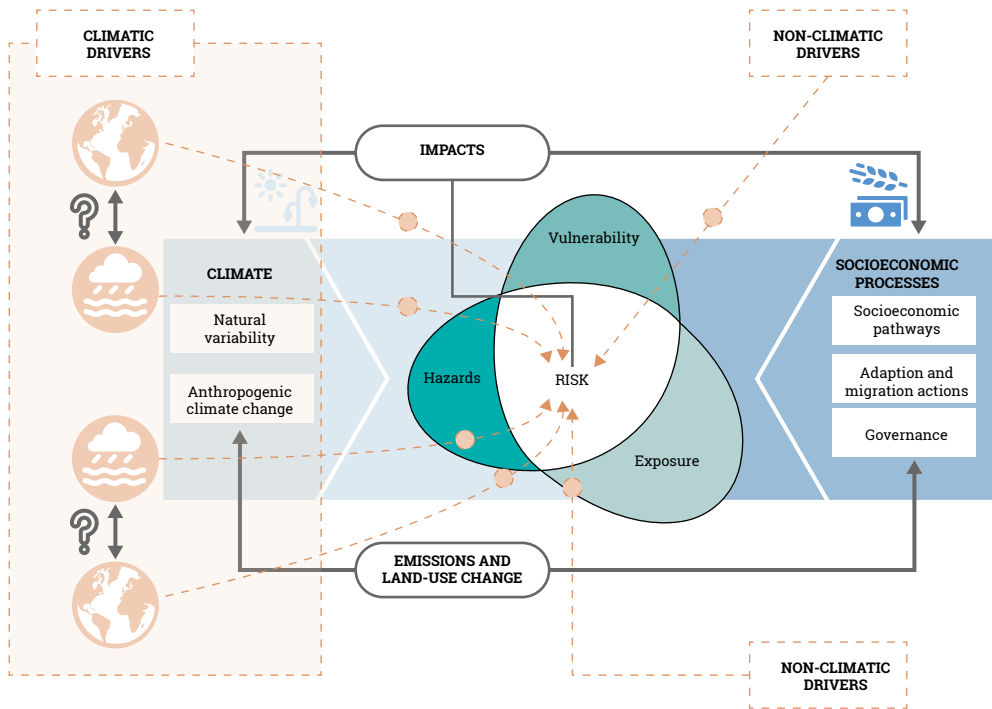 CLIMATIC
DRIVERS
NON-CLIMATIC
DRIVERS
IMPACTS
?
Vulnerability
CLIMATE
SOCIOECONOMIC
PROCESSES
Natural
variability
Socioeconomic
pathways
Hazards
RISK
Anthropogenic
climate change
Adaption and
migration actions
Governance
Exposure
?
EMISSIONS AND
LAND-USE CHANGE
NON-CLIMATIC
DRIVERS